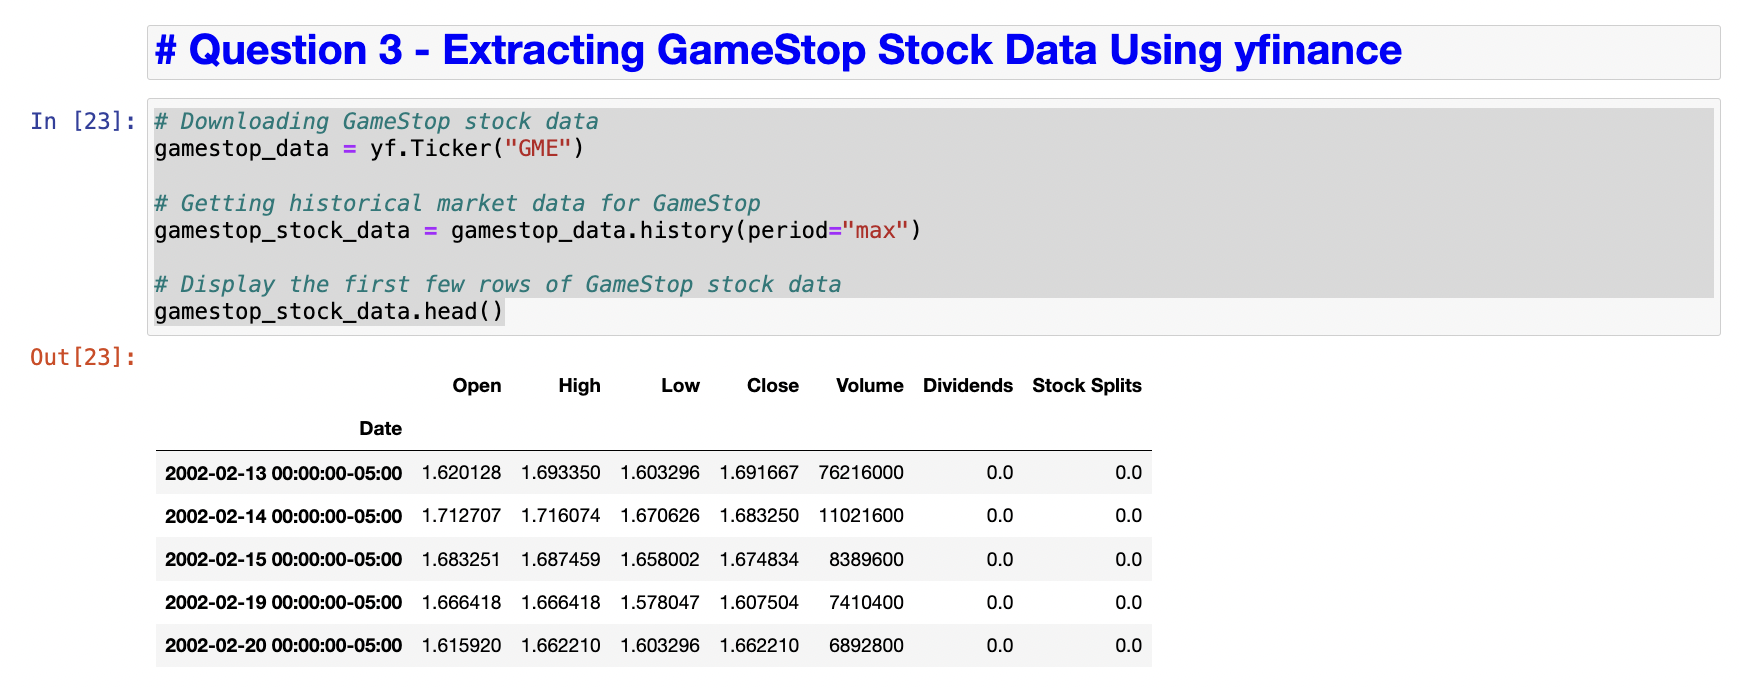 # Question 3 - Extracting GameStop Stock Data Using yfinance
In [23]: # Downloading GameStop stock data
gamestop_data = yf.Ticker("GME")
# Getting historical market data for GameStop
gamestop_stock_data = gamestop_data.history(period="max")
# Display the first few rows of GameStop stock data
gamestop_stock_data.head()
Out[23]:
Open High Low Close Volume Dividends Stock Splits
Date
2002-02-13 00:00:00-05:00 1.620128 1.693350 1.603296 1.691667 76216000 0.0 0.0
2002-02-14 00:00:00-05:00 1.712707 1.716074 1.670626 1.683250 11021600 0.0 0.0
2002-02-15 00:00:00-05:00 1.683251 1.687459 1.658002 1.674834 8389600 0.0 0.0
2002-02-19 00:00:00-05:00 1.666418 1.666418 1.578047 1.607504 7410400 0.0 0.0
2002-02-20 00:00:00-05:00 1.615920 1.662210 1.603296 1.662210 6892800 0.0 0.0